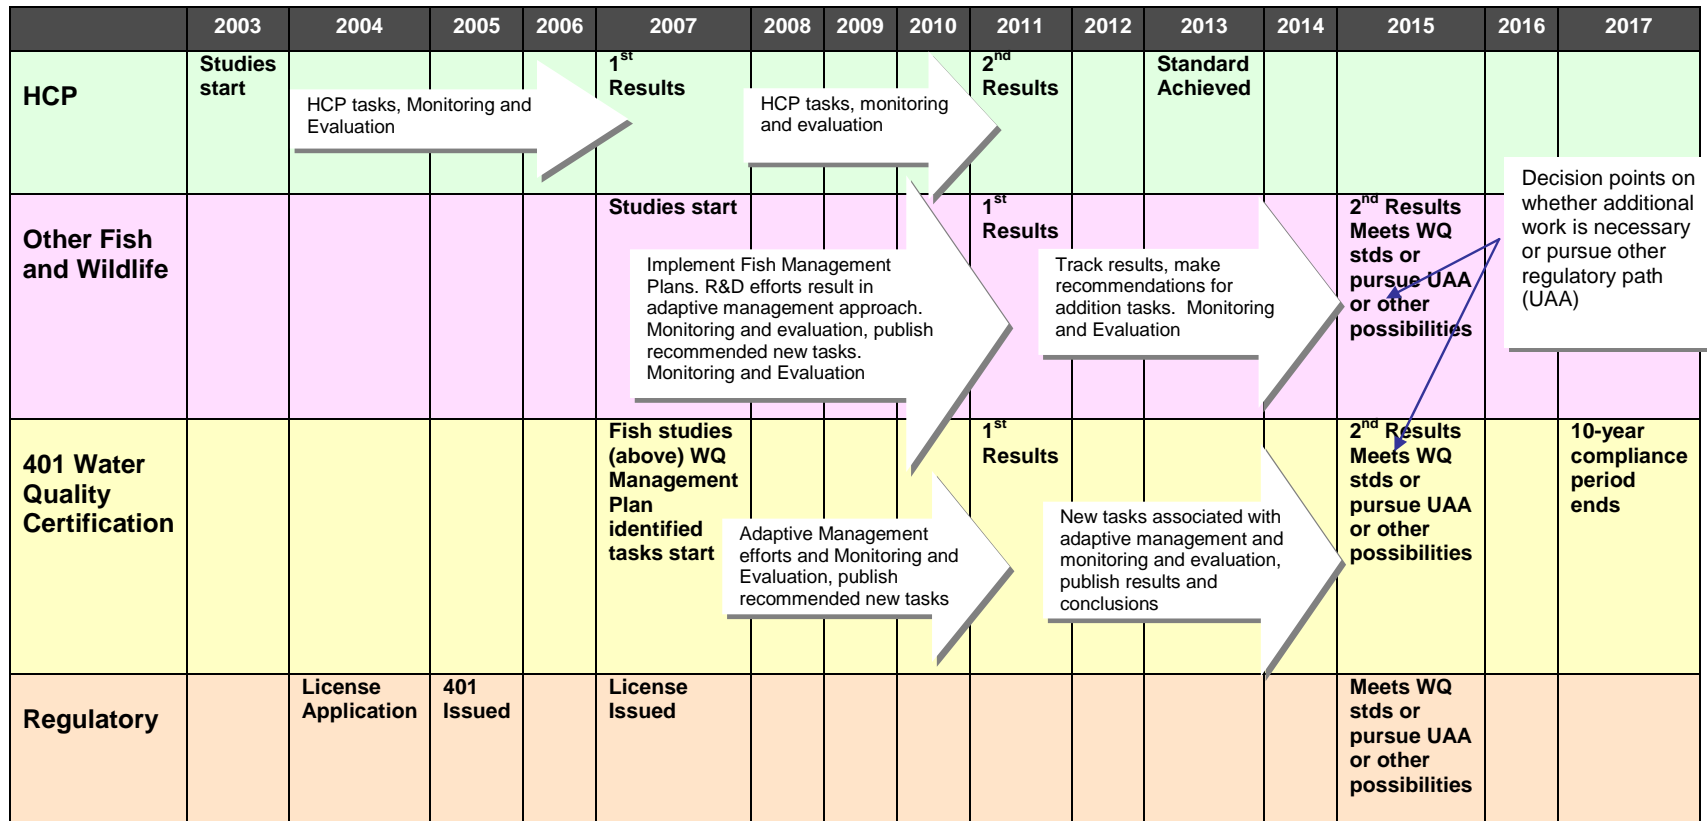 2003 2004 2005 2006 2007 2008 2009 2010 2011 2012 2013 2014 2015 2016 2017
HCP
Studies
start
HCP tasks, Monitoring and
Evaluation
1st
Results
HCP tasks, monitoring
and evaluation
2nd
Results
Standard
Achieved
Other Fish
and Wildlife
Studies start
Implement Fish Management
Plans. R&D efforts result in
adaptive management approach.
Monitoring and evaluation, publish
recommended new tasks.
Monitoring and Evaluation
1st
Results
Track results, make
recommendations for
addition tasks.  Monitoring
and Evaluation
2nd Results
Meets WQ
stds or
pursue UAA
or other
possibilities
Decision points on
whether additional
work is necessary
or pursue other
regulatory path
(UAA)
401 Water
Quality
Certification
Fish studies
(above) WQ
Management
Plan
identified
tasks start
Adaptive Management
efforts and Monitoring and
Evaluation, publish
recommended new tasks
1st
Results
New tasks associated with
adaptive management and
monitoring and evaluation,
publish results and
conclusions
2nd Results
Meets WQ
stds or
pursue UAA
or other
possibilities
10-year
compliance
period
ends
Regulatory
License
Application
401
Issued
License
Issued
Meets WQ
stds or
pursue UAA
or other
possibilities